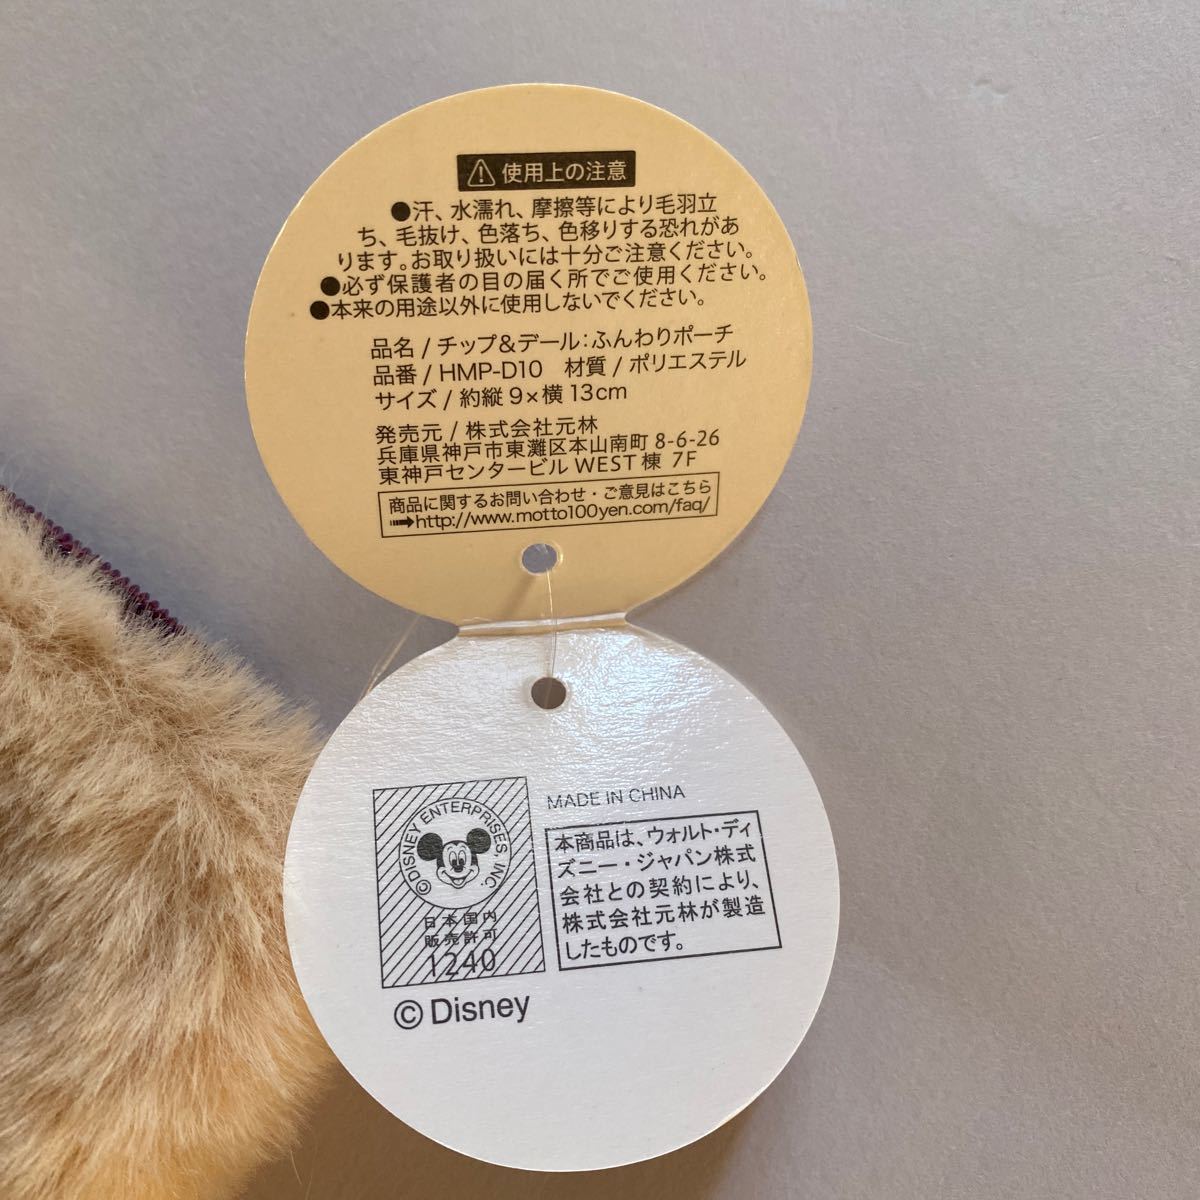 ⚠ 使用上の注意
●汗、水濡れ、摩擦等により毛羽立
ち、毛抜け、色落ち、色移りする恐れがあ
ります。お取り扱いには十分ご注意ください。
●必ず保護者の目の届く所でご使用ください。
●本来の用途以外に使用しないでください。
品名 / チップ&デール:ふんわりポーチ
品番 / HMP-D10 材質 / ポリエステル
サイズ / 約縦 9×横 13cm
発売元 / 株式会社元林
兵庫県神戸市東灘区本山南町 8-6-26
東神戸センタービル WEST 棟 7F
商品に関するお問い合わせ・ご意見はこちら
➡http://www.motto100yen.com/faq/
©DISNEY ENTERPRISES, INC.
日本国内
販売許可
1240
MADE IN CHINA
本商品は、ウォルト・ディ
ズニー・ジャパン株式
会社との契約により、
株式会社元林が製造
したものです。
© Disney